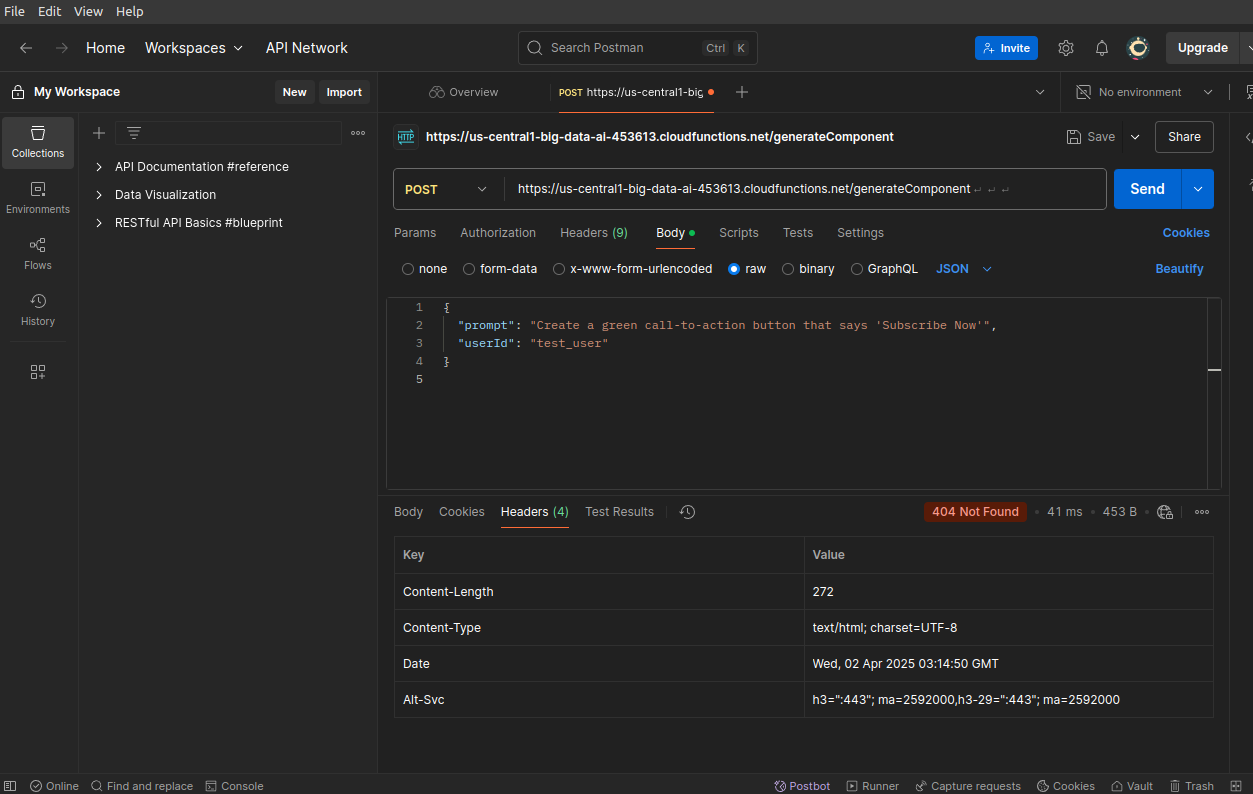 File Edit View Help
Home Workspaces API Network Search Postman Ctrl K Invite Upgrade
My Workspace New Import Overview POST https://us-central1-big No environment
Collections
Environments
Flows
History
API Documentation #reference
Data Visualization
RESTful API Basics #blueprint
HTTP https://us-central1-big-data-ai-453613.cloudfunctions.net/generateComponent Save Share
POST https://us-central1-big-data-ai-453613.cloudfunctions.net/generateComponent ↵ ↵ ↵ Send
Params Authorization Headers (9) Body Scripts Tests Settings Cookies
none form-data x-www-form-urlencoded raw binary GraphQL JSON Beautify
1 {
2 "prompt": "Create a green call-to-action button that says 'Subscribe Now'",
3 "userId": "test_user"
4 }
5
Body Cookies Headers (4) Test Results 404 Not Found 41 ms 453 B
Key Value
Content-Length 272
Content-Type text/html; charset=UTF-8
Date Wed, 02 Apr 2025 03:14:50 GMT
Alt-Svc h3=":443"; ma=2592000,h3-29=":443"; ma=2592000
Online Find and replace Console Postbot Runner Capture requests Cookies Vault Trash